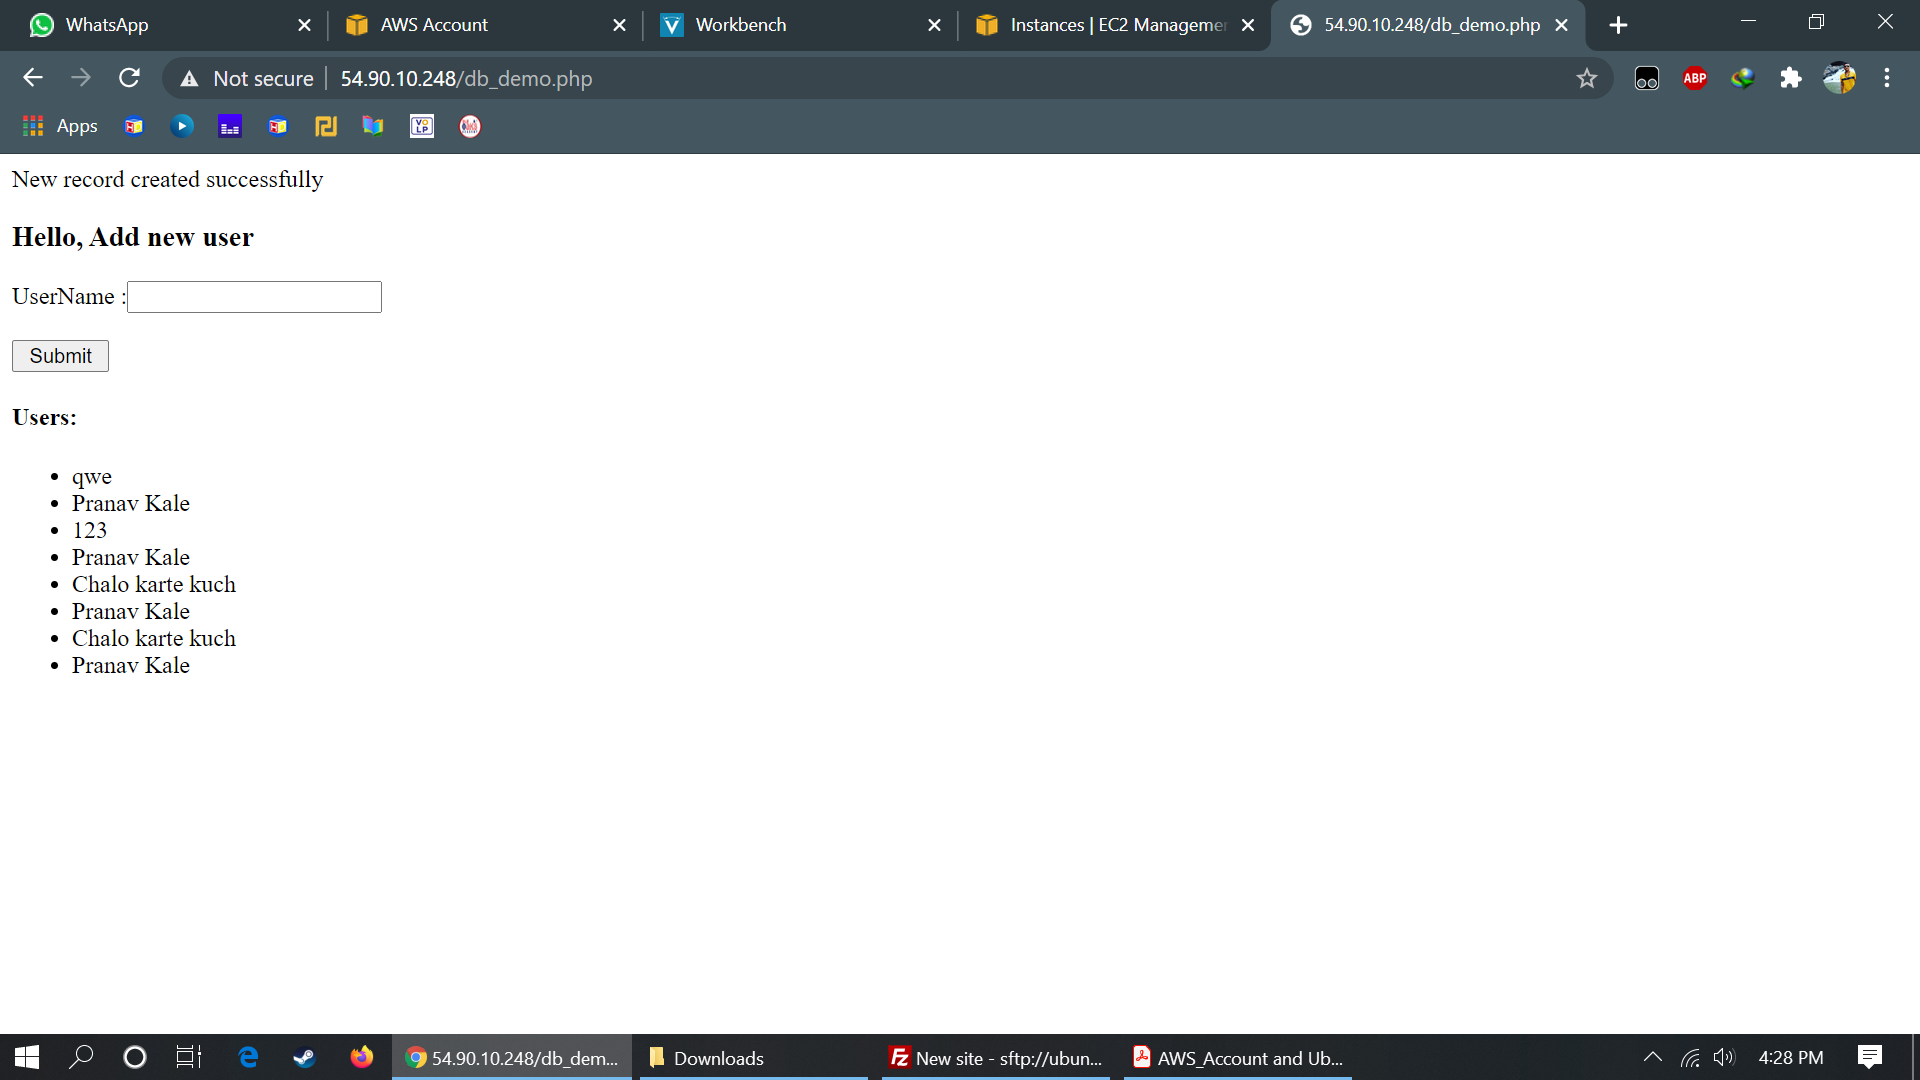 WhatsApp
AWS Account
Workbench
Instances | EC2 Managemen
54.90.10.248/db_demo.php
Not secure
54.90.10.248/db_demo.php
ABP
Apps
VOLP
New record created successfully
Hello, Add new user
UserName :
Submit
Users:
qwe
Pranav Kale
123
Pranav Kale
Chalo karte kuch
Pranav Kale
Chalo karte kuch
Pranav Kale
54.90.10.248/db_dem...
Downloads
New site - sftp://ubun...
AWS_Account and Ub...
4:28 PM